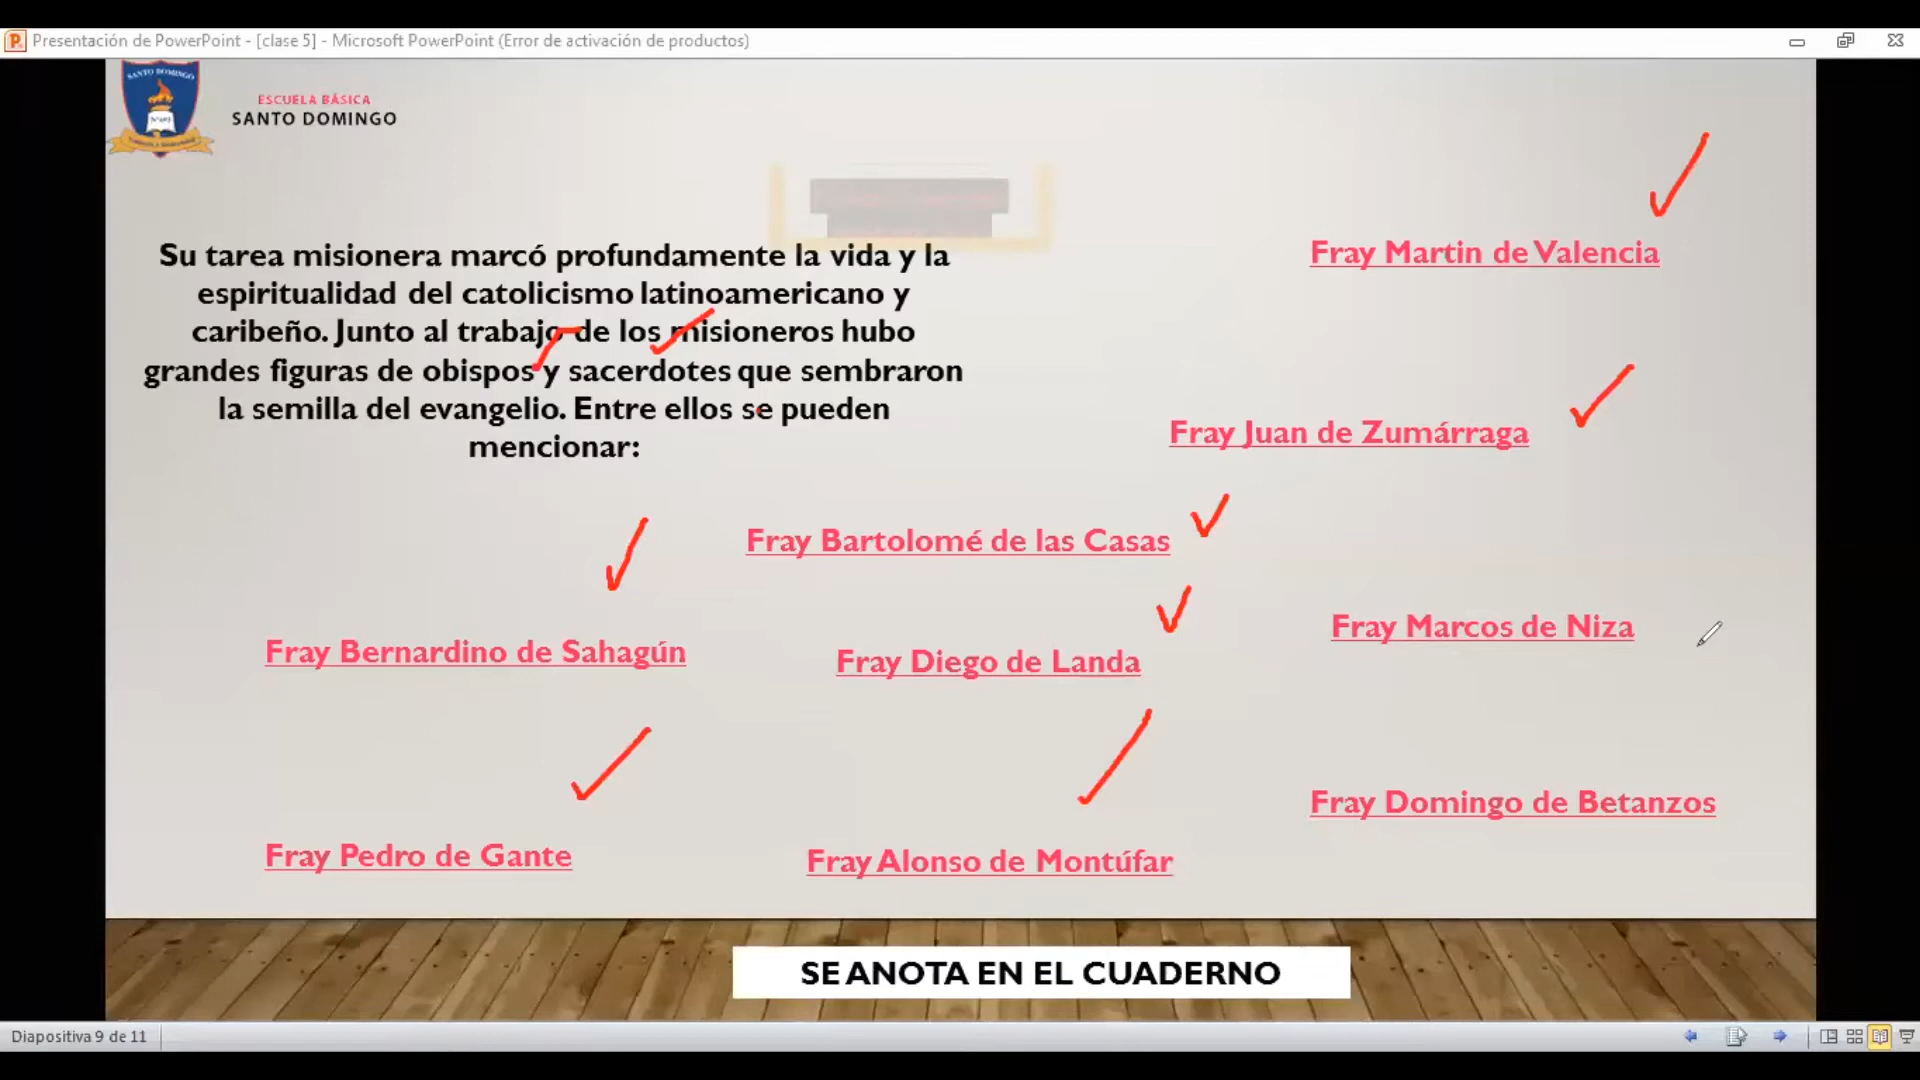 Presentación de PowerPoint - [clase 5] - Microsoft PowerPoint (Error de activación de productos)
SANTO DOMINGO
ESCUELA BÁSICA
SANTO DOMINGO
Su tarea misionera marcó profundamente la vida y la
espiritualidad del catolicismo latinoamericano y
caribeño. Junto al trabajo de los misioneros hubo
grandes figuras de obispos y sacerdotes que sembraron
la semilla del evangelio. Entre ellos se pueden
mencionar:
Fray Martin de Valencia
Fray Juan de Zumárraga
Fray Bartolomé de las Casas
Fray Bernardino de Sahagún
Fray Diego de Landa
Fray Marcos de Niza
Fray Pedro de Gante
Fray Alonso de Montúfar
Fray Domingo de Betanzos
SE ANOTA EN EL CUADERNO
Diapositiva 9 de 11